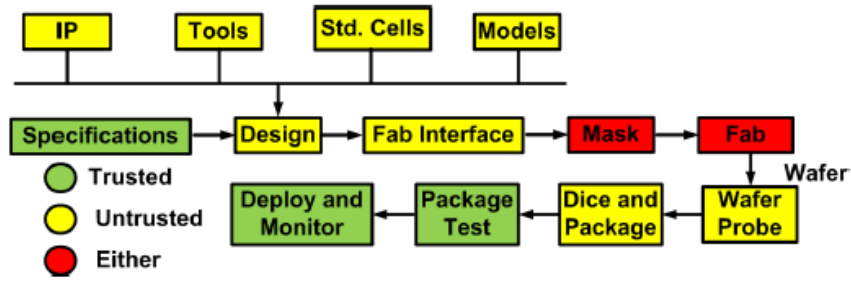 IP
Tools
Std. Cells
Models
Specifications
Design
Fab Interface
Mask
Fab
Wafer
Trusted
Untrusted
Either
Deploy and
Monitor
Package
Test
Dice and
Package
Wafer
Probe